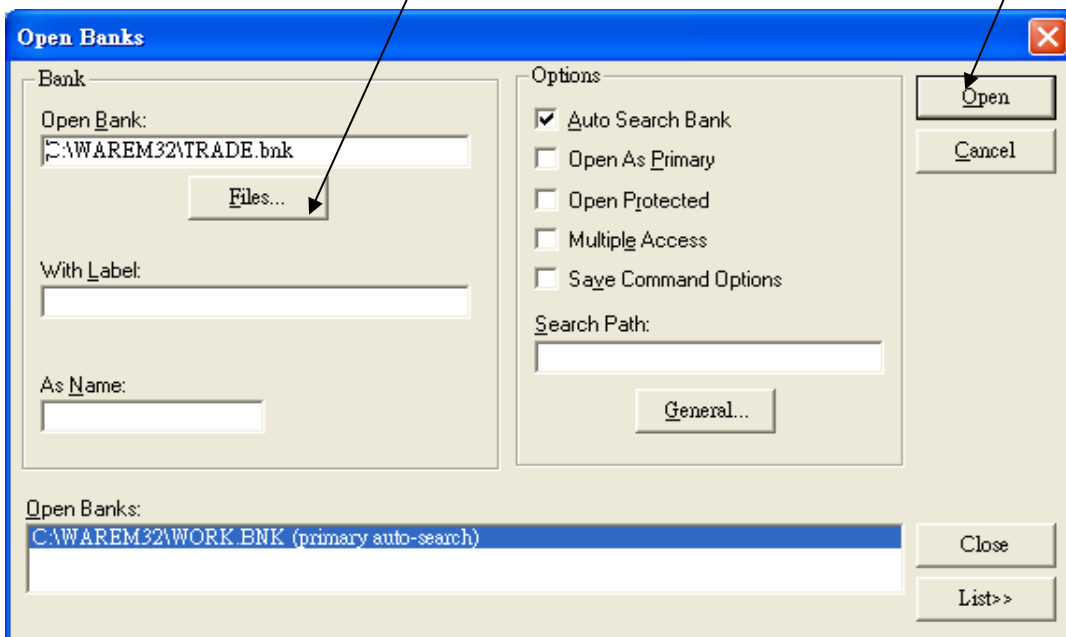 Open Banks
Bank
Open Bank:
C:\WAREM32\TRADE.bnk
Files...
With Label:
As Name:
Options
Auto Search Bank
Open As Primary
Open Protected
Multiple Access
Save Command Options
Search Path:
General...
Open
Cancel
Open Banks:
C:\WAREM32\WORK.BNK (primary auto-search)
Close
List>>